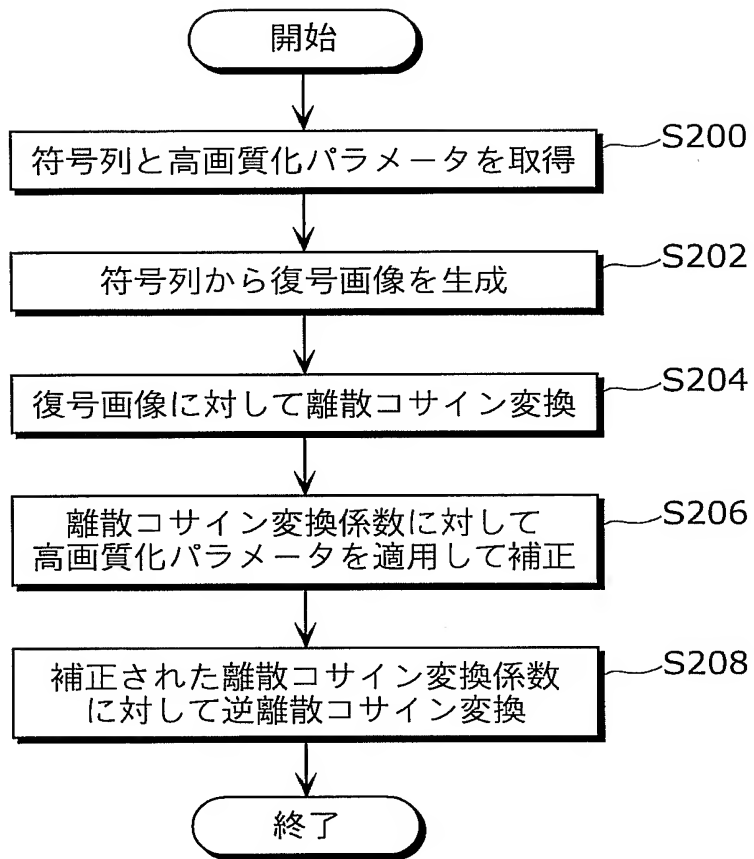 開始
符号列と高画質化パラメータを取得
S200
符号列から復号画像を生成
S202
復号画像に対して離散コサイン変換
S204
離散コサイン変換係数に対して
高画質化パラメータを適用して補正
S206
補正された離散コサイン変換係数
に対して逆離散コサイン変換
S208
終了